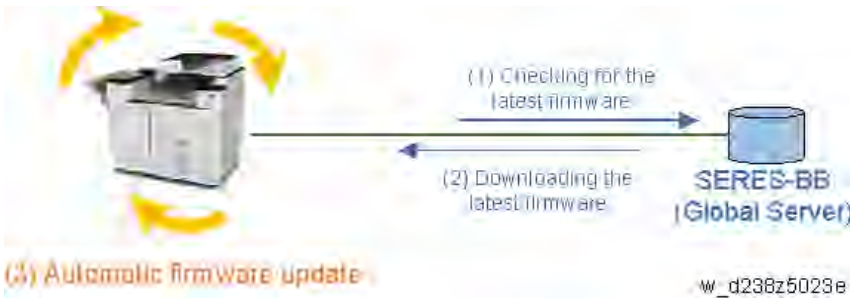 (1) Checking for the
latest firmware
(2) Downloading the
latest firmware
SERES-BB
(Global Server)
(3) Automatic firmware update
w_d238z5023e